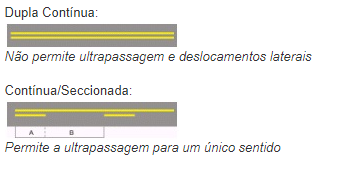 Dupla Contínua:
Não permite ultrapassagem e deslocamentos laterais
Contínua/Seccionada:
A B
Permite a ultrapassagem para um único sentido